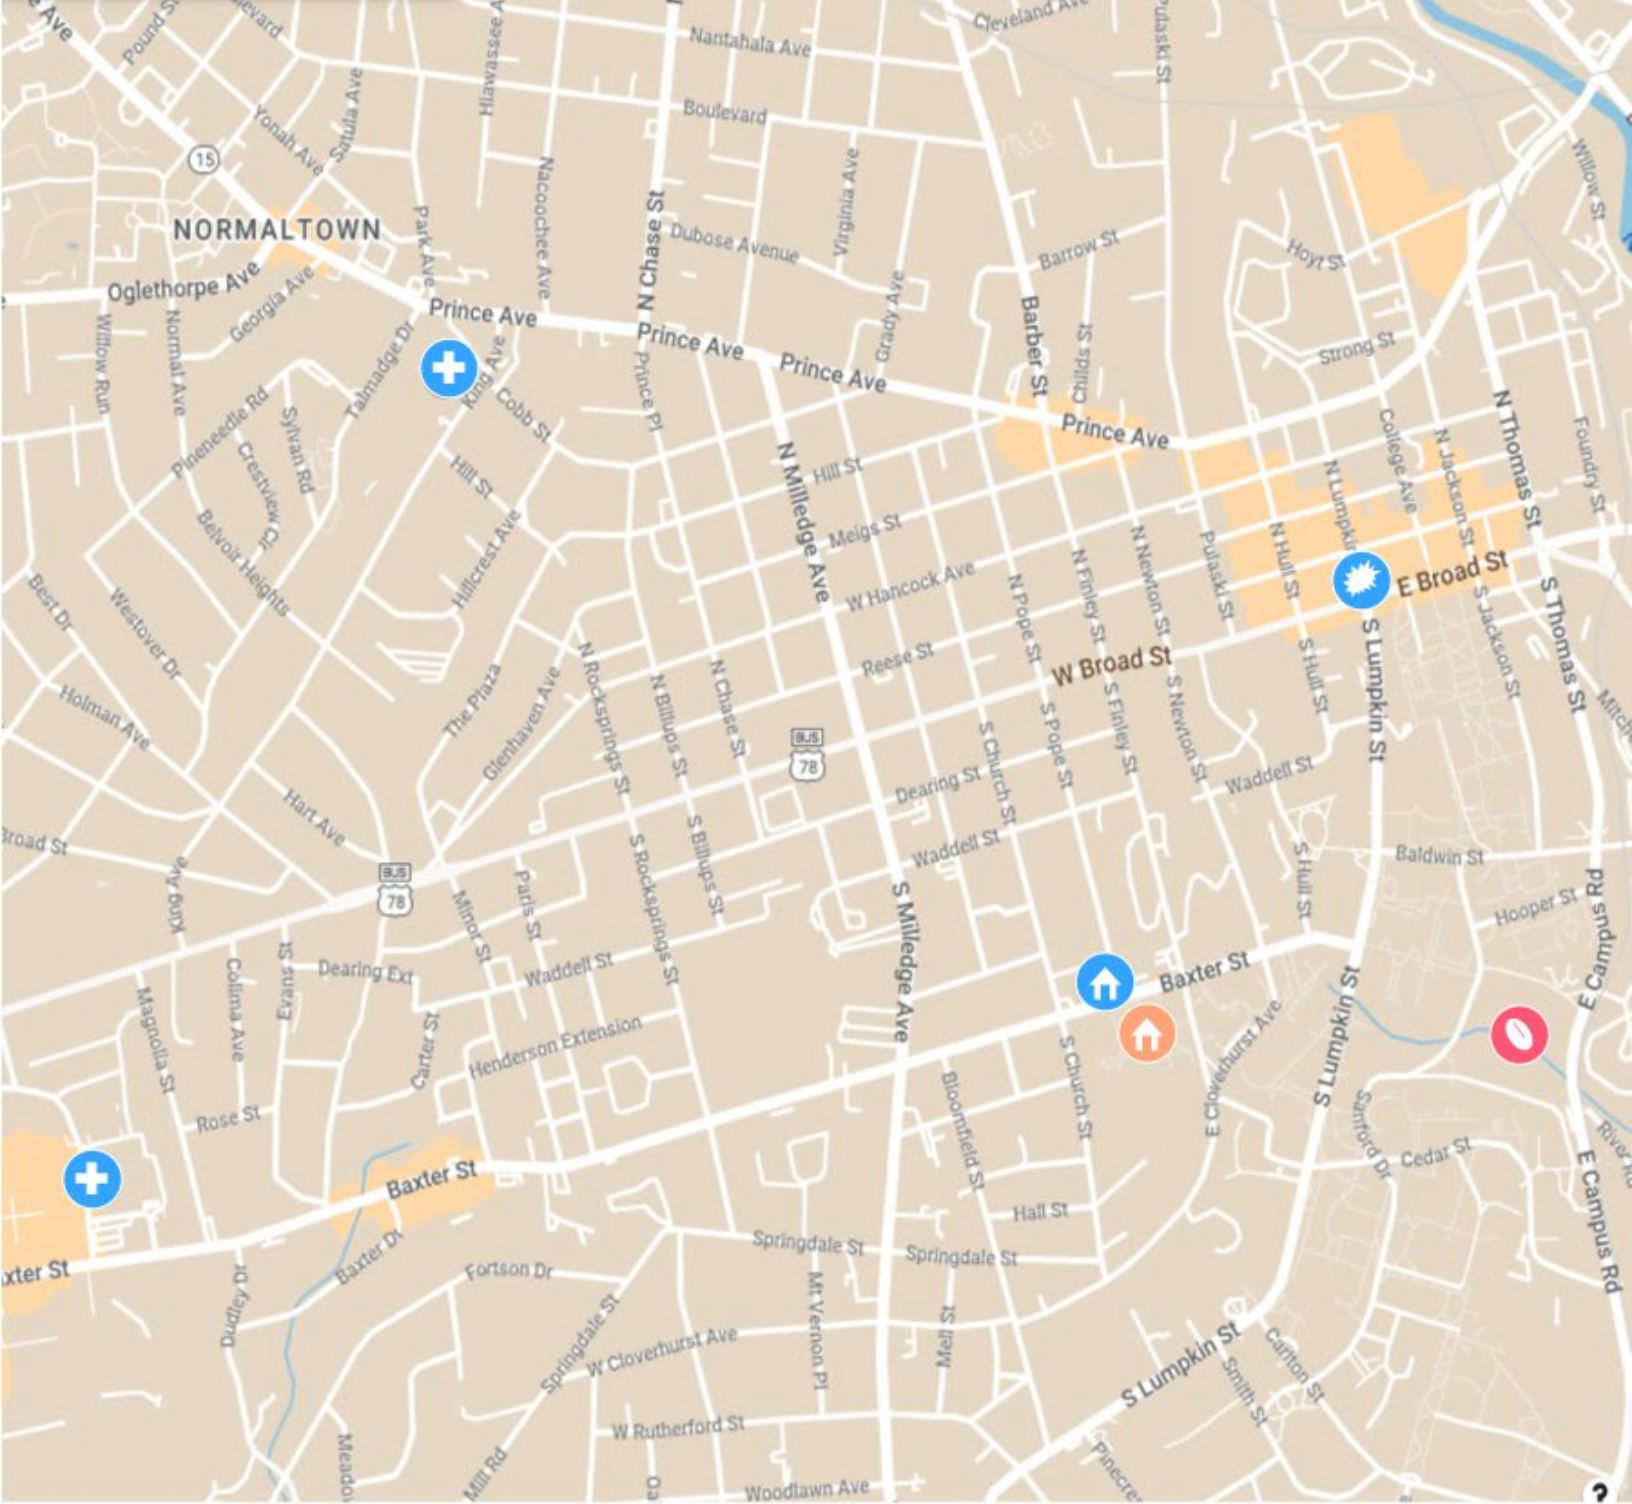 Cleveland Ave
Pound St
Nantahala Ave
Hiawassee A
Pulaski St
Boulevard
Yonah Ave
Satula Ave
15
Nacoochee Ave
N Chase St
Virginia Ave
Willow St
NORMALTOWN
Park Ave
Dubose Avenue
Barrow St
Hoyt St
Oglethorpe Ave
Georgia Ave
Prince Ave
Prince Ave
Prince Ave
Grady Ave
Barber St
Childs St
Strong St
Willow Run
Normal Ave
Talmadge Dr
King Ave
Prince Pl
Cobb St
Prince Ave
Pineneedle Rd
Sylvan Rd
Crestview Cir
Hill St
Hill St
N Milledge Ave
College Ave
N Jackson St
N Thomas St
Foundry St
N Lumpkin
Belvoir Heights
Hillcrest Ave
Meigs St
W Hancock Ave
N Pope St
N Finley St
N Newton St
Pulaski St
N Hull St
E Broad St
Best Dr
Westover Dr
S Jackson St
S Thomas St
Holman Ave
The Plaza
Glenhaven Ave
N Rocksprings St
N Billups St
N Chase St
Reese St
W Broad St
S Hull St
S Lumpkin St
S Church St
S Pope St
S Finley St
S Newton St
BUS
78
Hart Ave
Dearing St
Waddell St
Broad St
King Ave
BUS
78
Minor St
Paris St
S Rocksprings St
S Billups St
Waddell St
S Hull St
Baldwin St
E Campus Rd
Hooper St
Evans St
Colima Ave
Dearing Ext
Waddell St
S Milledge Ave
Baxter St
Magnolia St
Carter St
Henderson Extension
S Church St
E Cloverhurst Ave
S Lumpkin St
Rose St
Bloomfield St
Sanford Dr
Cedar St
Baxter St
E Campus Rd
Hall St
xter St
Baxter Dr
Fortson Dr
Springdale St
Springdale St
Dudley Dr
Springdale St
W Cloverhurst Ave
Mt Vernon Pl
Mell St
S Lumpkin St
Carlton St
Smith St
W Rutherford St
Mill Rd
Woodlawn Ave
?